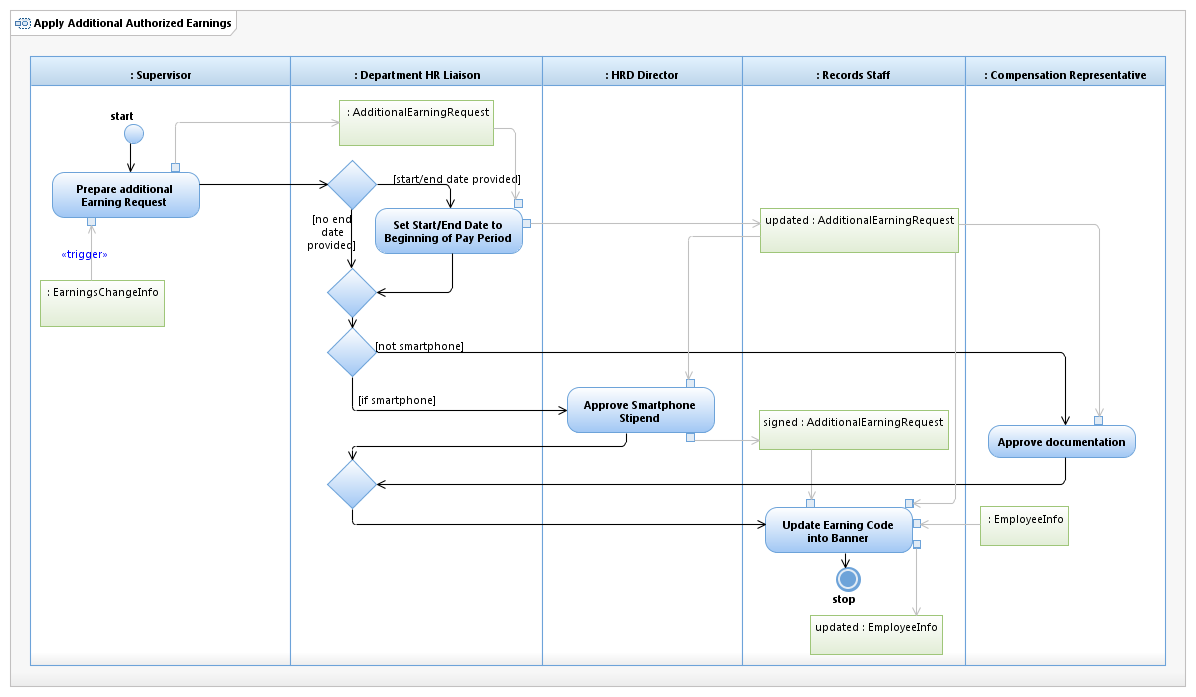 Apply Additional Authorized Earnings
: Supervisor
: Department HR Liaison
: HRD Director
: Records Staff
: Compensation Representative
start
: AdditionalEarningRequest
Prepare additional
Earning Request
[start/end date provided]
[no end
date
provided]
Set Start/End Date to
Beginning of Pay Period
updated : AdditionalEarningRequest
«trigger»
: EarningsChangeInfo
[not smartphone]
[if smartphone]
Approve Smartphone
Stipend
signed : AdditionalEarningRequest
Approve documentation
Update Earning Code
into Banner
: EmployeeInfo
stop
updated : EmployeeInfo